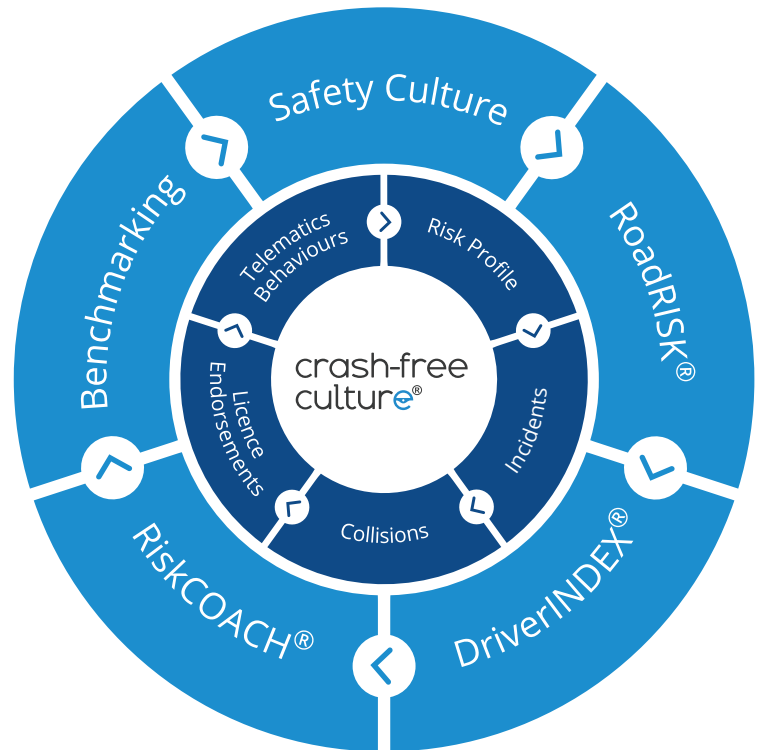 Safety Culture
RoadRISK®
DriverINDEX®
RiskCOACH®
Benchmarking
Telematics
Behaviours
Risk Profile
Incidents
Collisions
Licence
Endorsements
crash-free
culture®